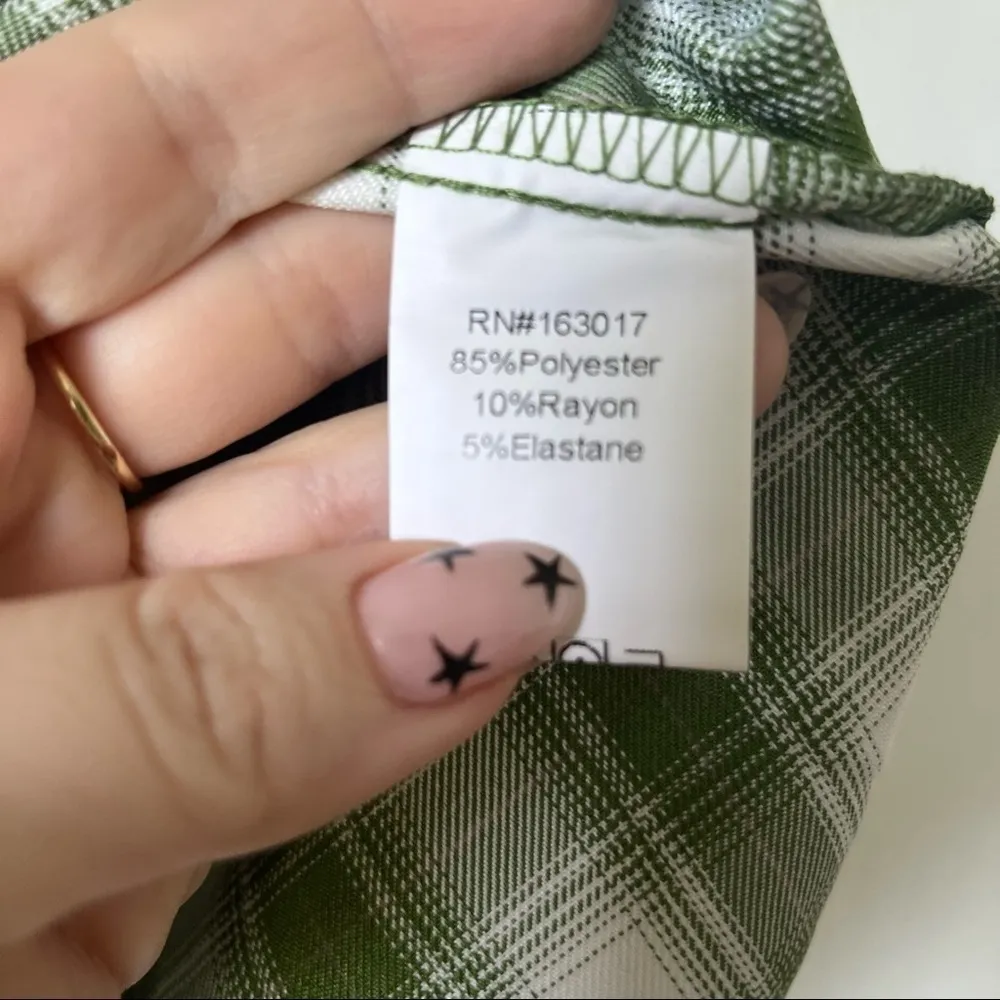 RN#163017
85%Polyester
10%Rayon
5%Elastane